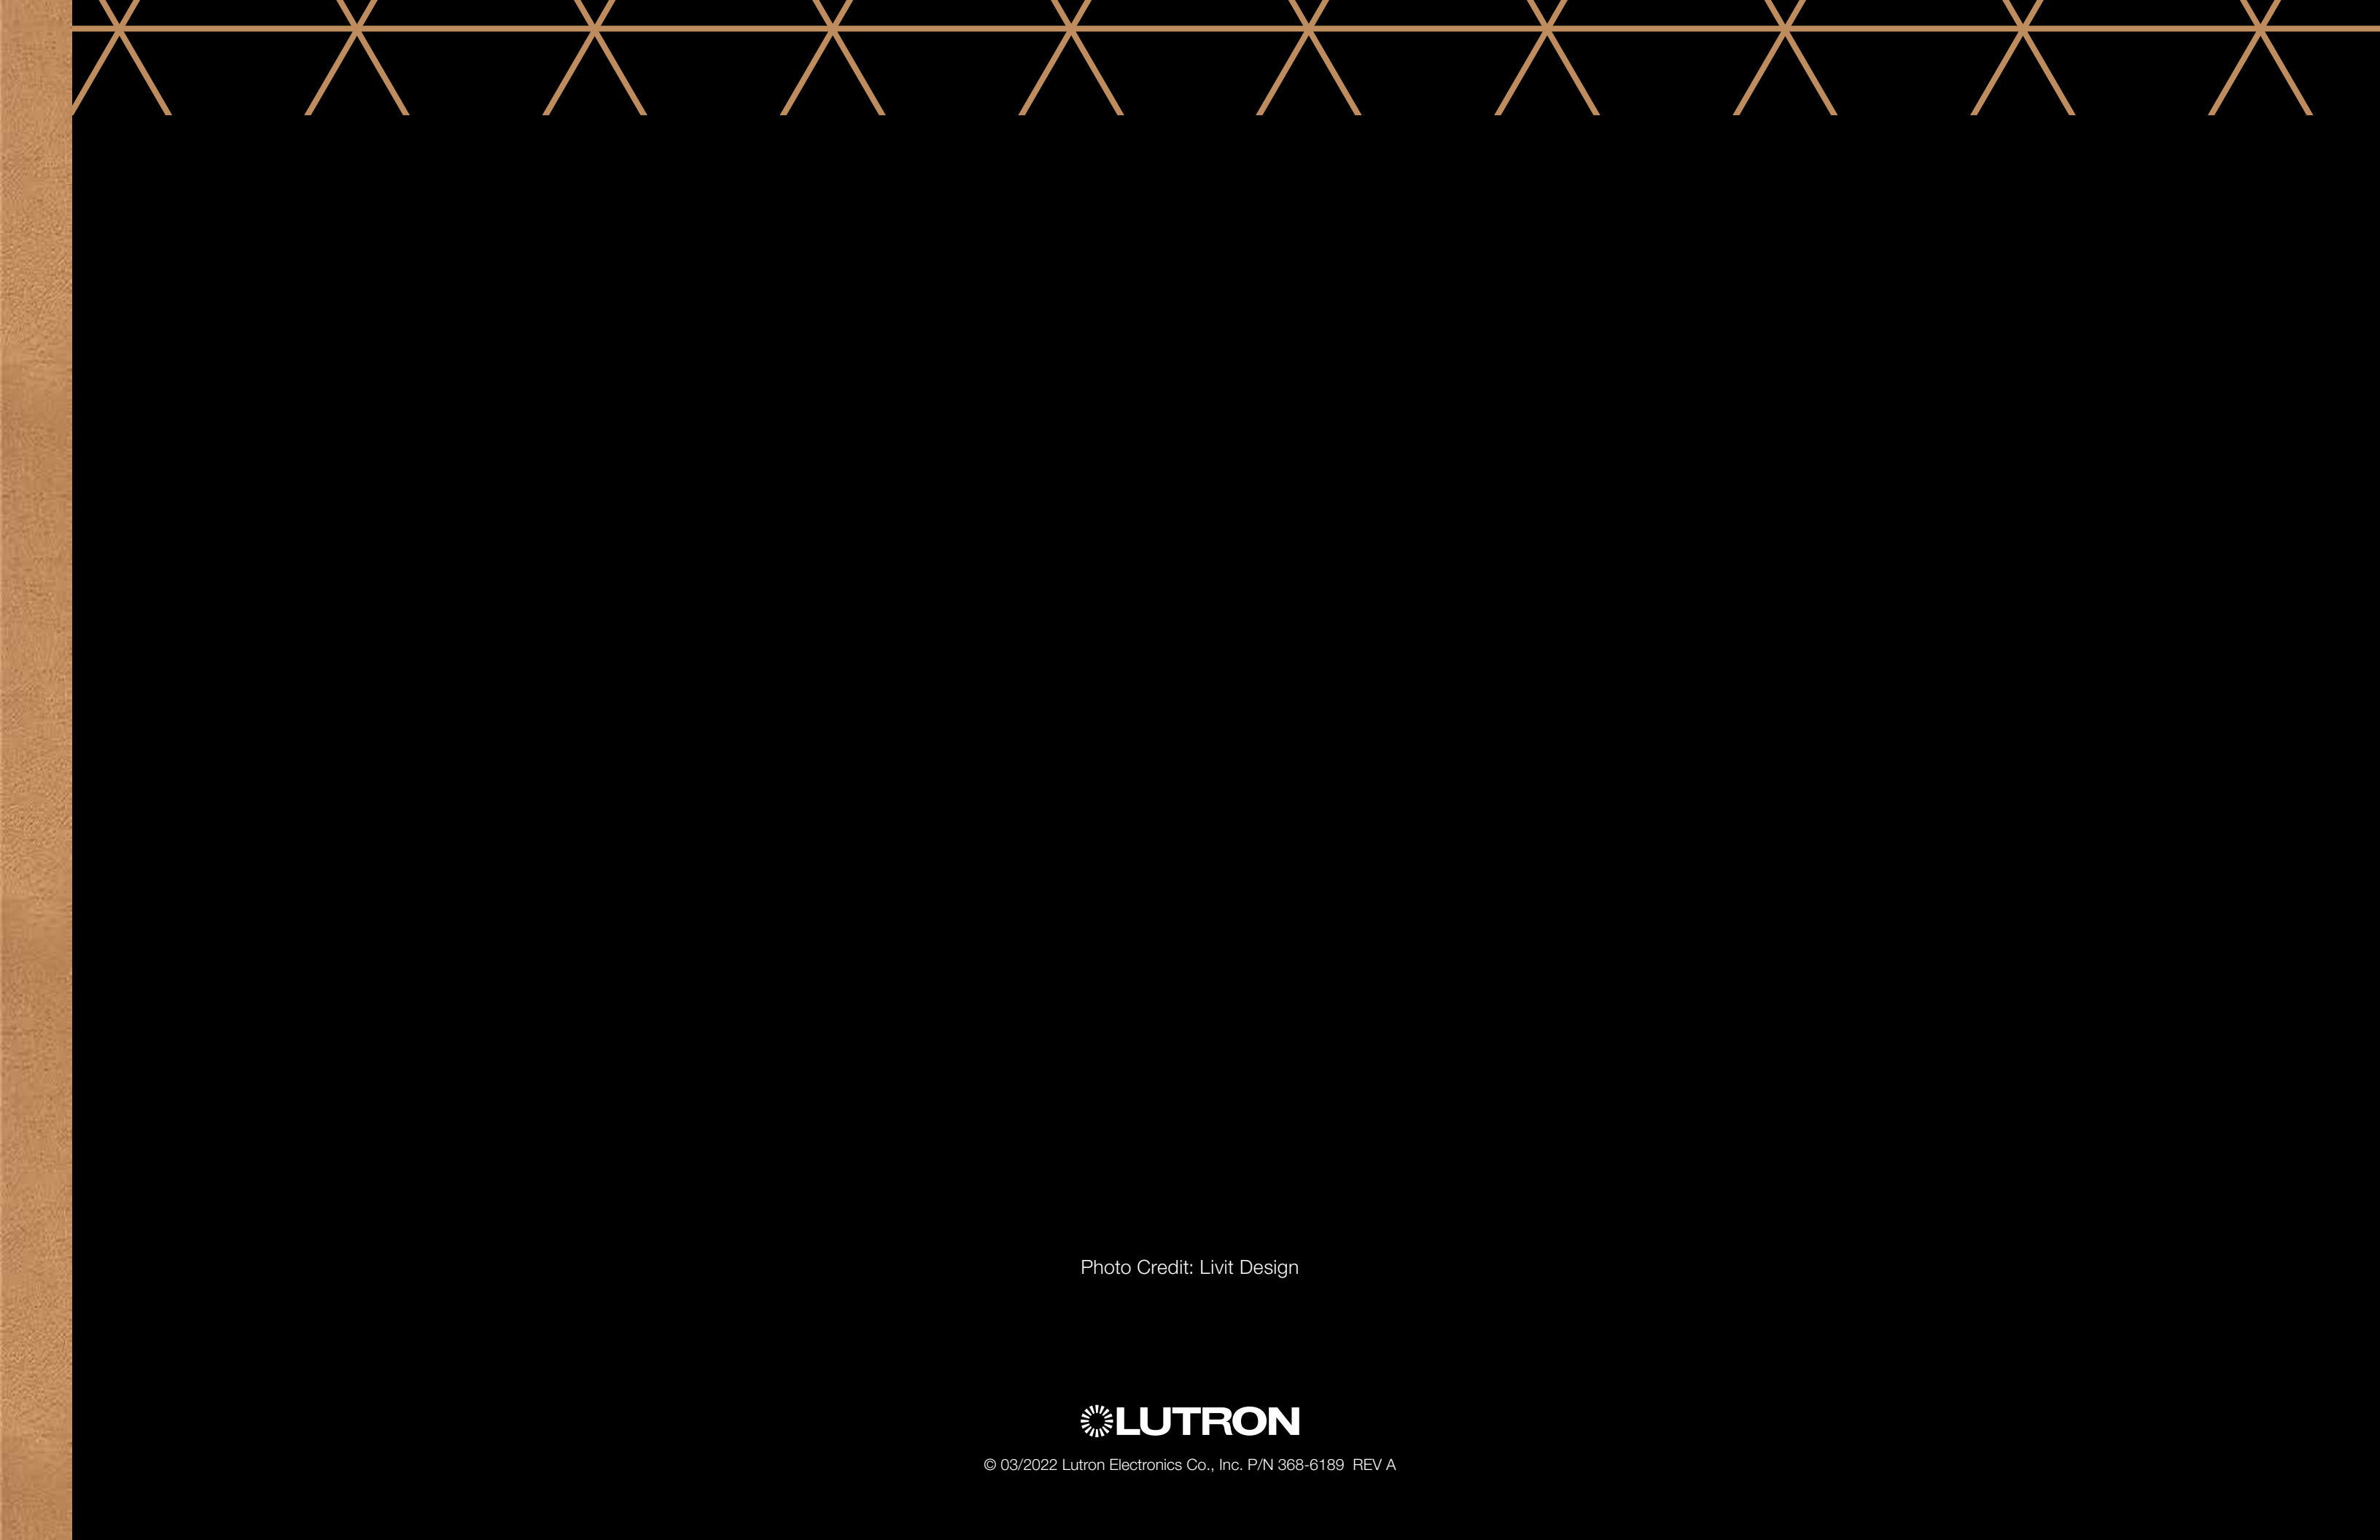 Photo Credit: Livit Design
LUTRON
© 03/2022 Lutron Electronics Co., Inc. P/N 368-6189 REV A